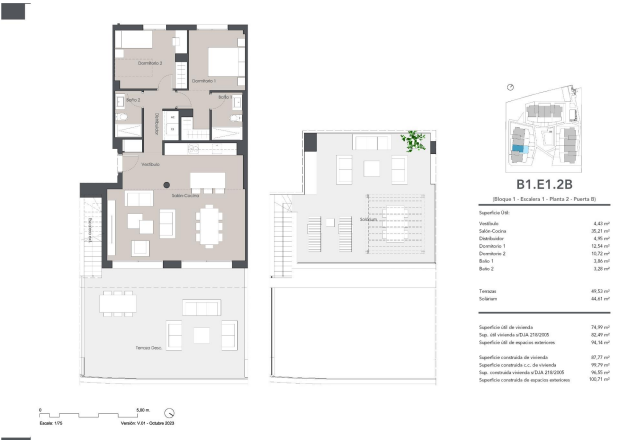 Dormitorio 2
Dormitorio 1
Baño 2
Baño 1
Distribuidor
Vestíbulo
Salón-Cocina
Solárium
Terraza Desc.
0
5,00 m.
Escala: 1/75
Versión: V.01 - Octubre 2023
B1.E1.2B
(Bloque 1 - Escalera 1 - Planta 2 - Puerta B)
Superficie Útil:
Vestíbulo 4,43 m²
Salón-Cocina 35,21 m²
Distribuidor 4,95 m²
Dormitorio 1 12,54 m²
Dormitorio 2 10,72 m²
Baño 1 3,86 m²
Baño 2 3,28 m²
Terrazas 49,53 m²
Solárium 44,61 m²
Superficie útil de vivienda 74,99 m²
Sup. útil vivienda s/DJA 218/2005 82,49 m²
Superficie útil de espacios exteriores 94,14 m²
Superficie construida de vivienda 87,77 m²
Superficie construida c.c. de vivienda 99,79 m²
Sup. construida vivienda s/DJA 218/2005 96,55 m²
Superficie construida de espacios exteriores 100,71 m²